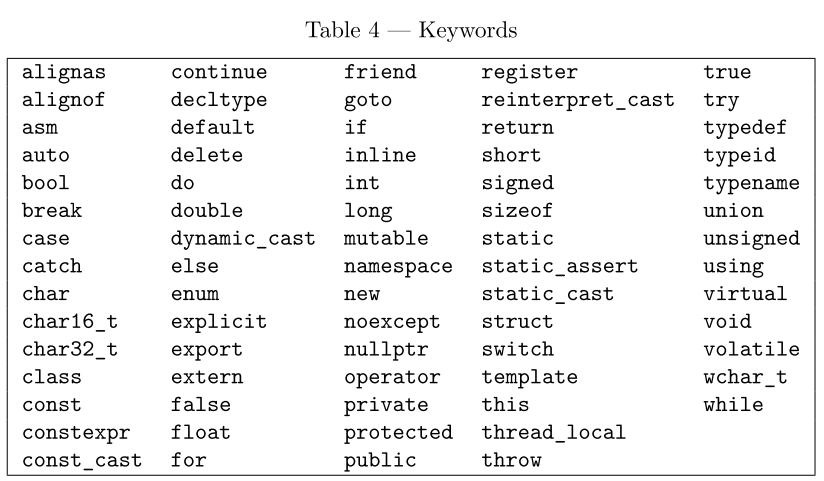 Table 4 — Keywords
alignas continue friend register true
alignof decltype goto reinterpret_cast try
asm default if return typedef
auto delete inline short typeid
bool do int signed typename
break double long sizeof union
case dynamic_cast mutable static unsigned
catch else namespace static_assert using
char enum new static_cast virtual
char16_t explicit noexcept struct void
char32_t export nullptr switch volatile
class extern operator template wchar_t
const false private this while
constexpr float protected thread_local
const_cast for public throw